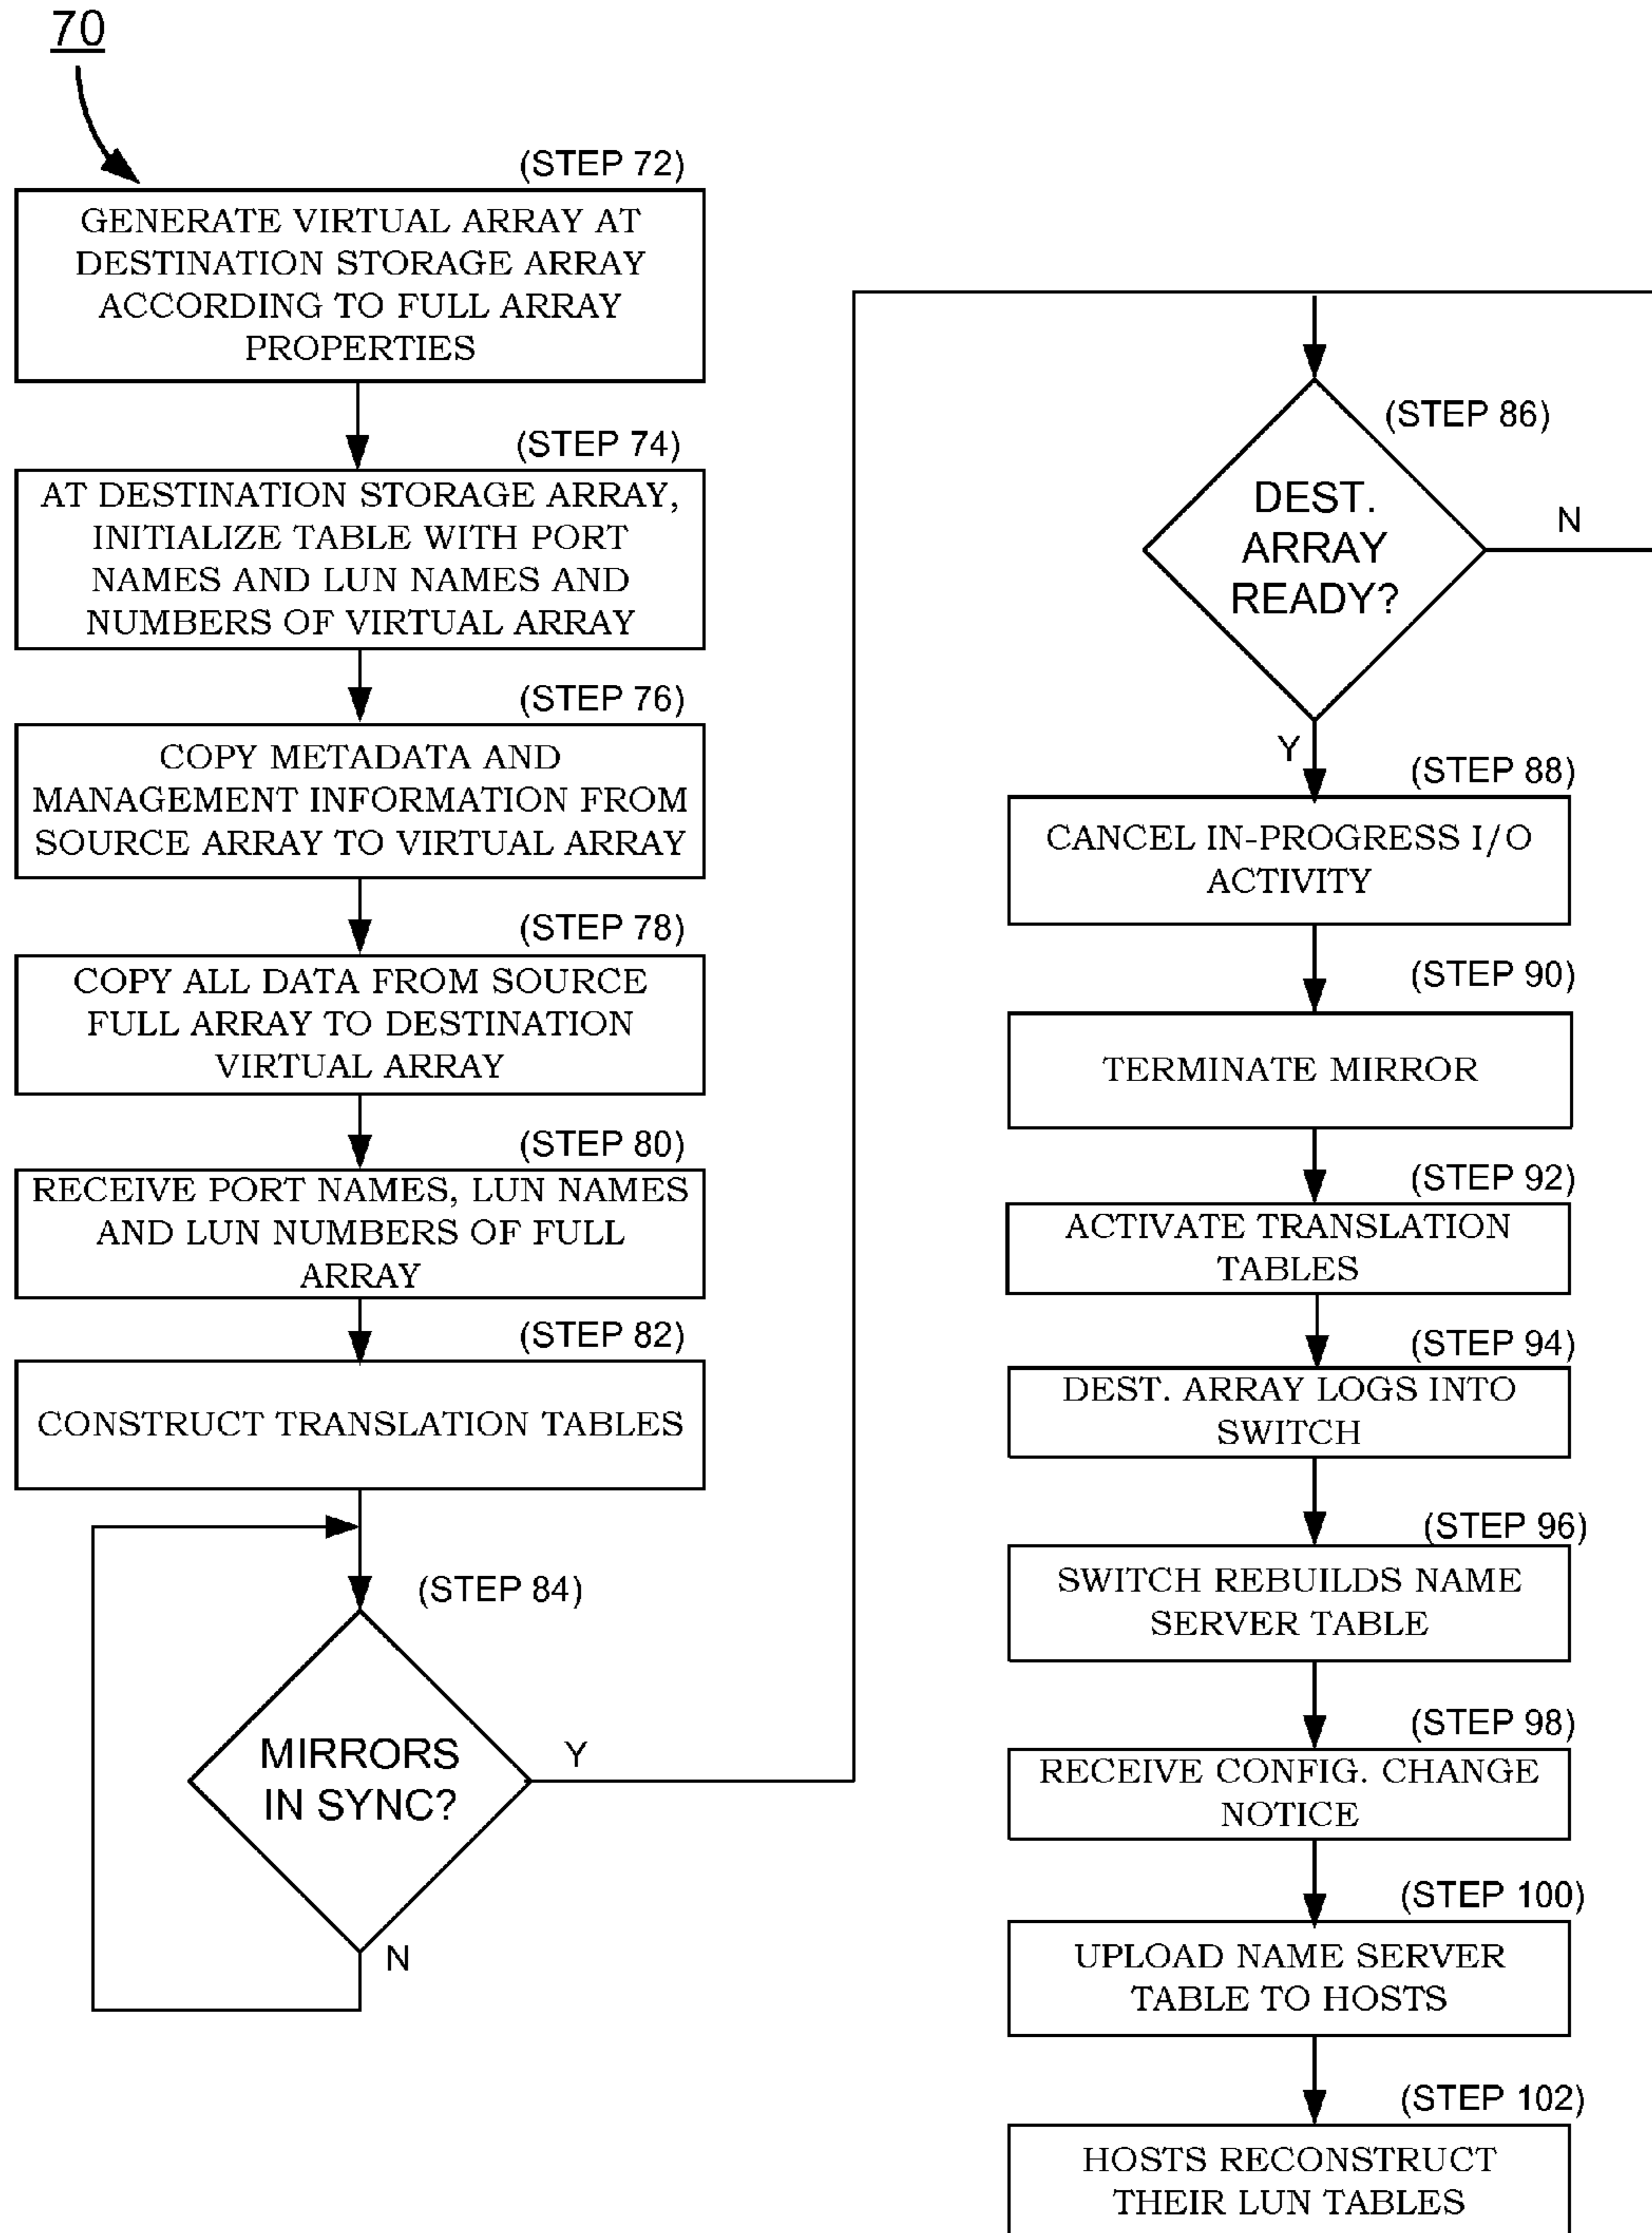 70
(STEP 72)
GENERATE VIRTUAL ARRAY AT
DESTINATION STORAGE ARRAY
ACCORDING TO FULL ARRAY
PROPERTIES
(STEP 74)
AT DESTINATION STORAGE ARRAY,
INITIALIZE TABLE WITH PORT
NAMES AND LUN NAMES AND
NUMBERS OF VIRTUAL ARRAY
(STEP 76)
COPY METADATA AND
MANAGEMENT INFORMATION FROM
SOURCE ARRAY TO VIRTUAL ARRAY
(STEP 78)
COPY ALL DATA FROM SOURCE
FULL ARRAY TO DESTINATION
VIRTUAL ARRAY
(STEP 80)
RECEIVE PORT NAMES, LUN NAMES
AND LUN NUMBERS OF FULL
ARRAY
(STEP 82)
CONSTRUCT TRANSLATION TABLES
(STEP 84)
MIRRORS
IN SYNC?
Y
N
(STEP 86)
DEST.
ARRAY
READY?
N
Y
(STEP 88)
CANCEL IN-PROGRESS I/O
ACTIVITY
(STEP 90)
TERMINATE MIRROR
(STEP 92)
ACTIVATE TRANSLATION
TABLES
(STEP 94)
DEST. ARRAY LOGS INTO
SWITCH
(STEP 96)
SWITCH REBUILDS NAME
SERVER TABLE
(STEP 98)
RECEIVE CONFIG. CHANGE
NOTICE
(STEP 100)
UPLOAD NAME SERVER
TABLE TO HOSTS
(STEP 102)
HOSTS RECONSTRUCT
THEIR LUN TABLES